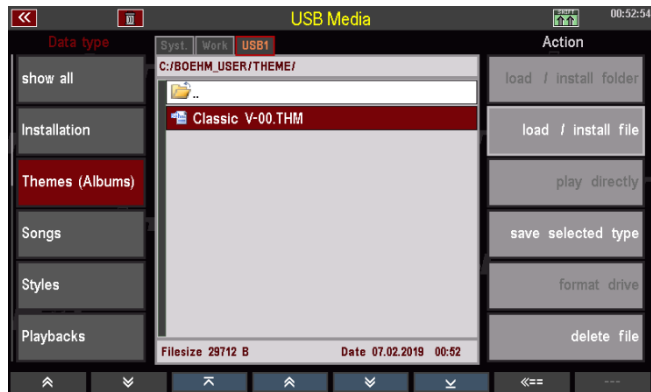 USB Media
00:52:54
Data type
Syst. Work USB1
Action
C:/BOEHM_USER/THEME/
show all
..
load / install folder
Classic V-00.THM
Installation
load / install file
Themes (Albums)
play directly
Songs
save selected type
Styles
format drive
Playbacks
delete file
Filesize 29712 B Date 07.02.2019 00:52
«==
---